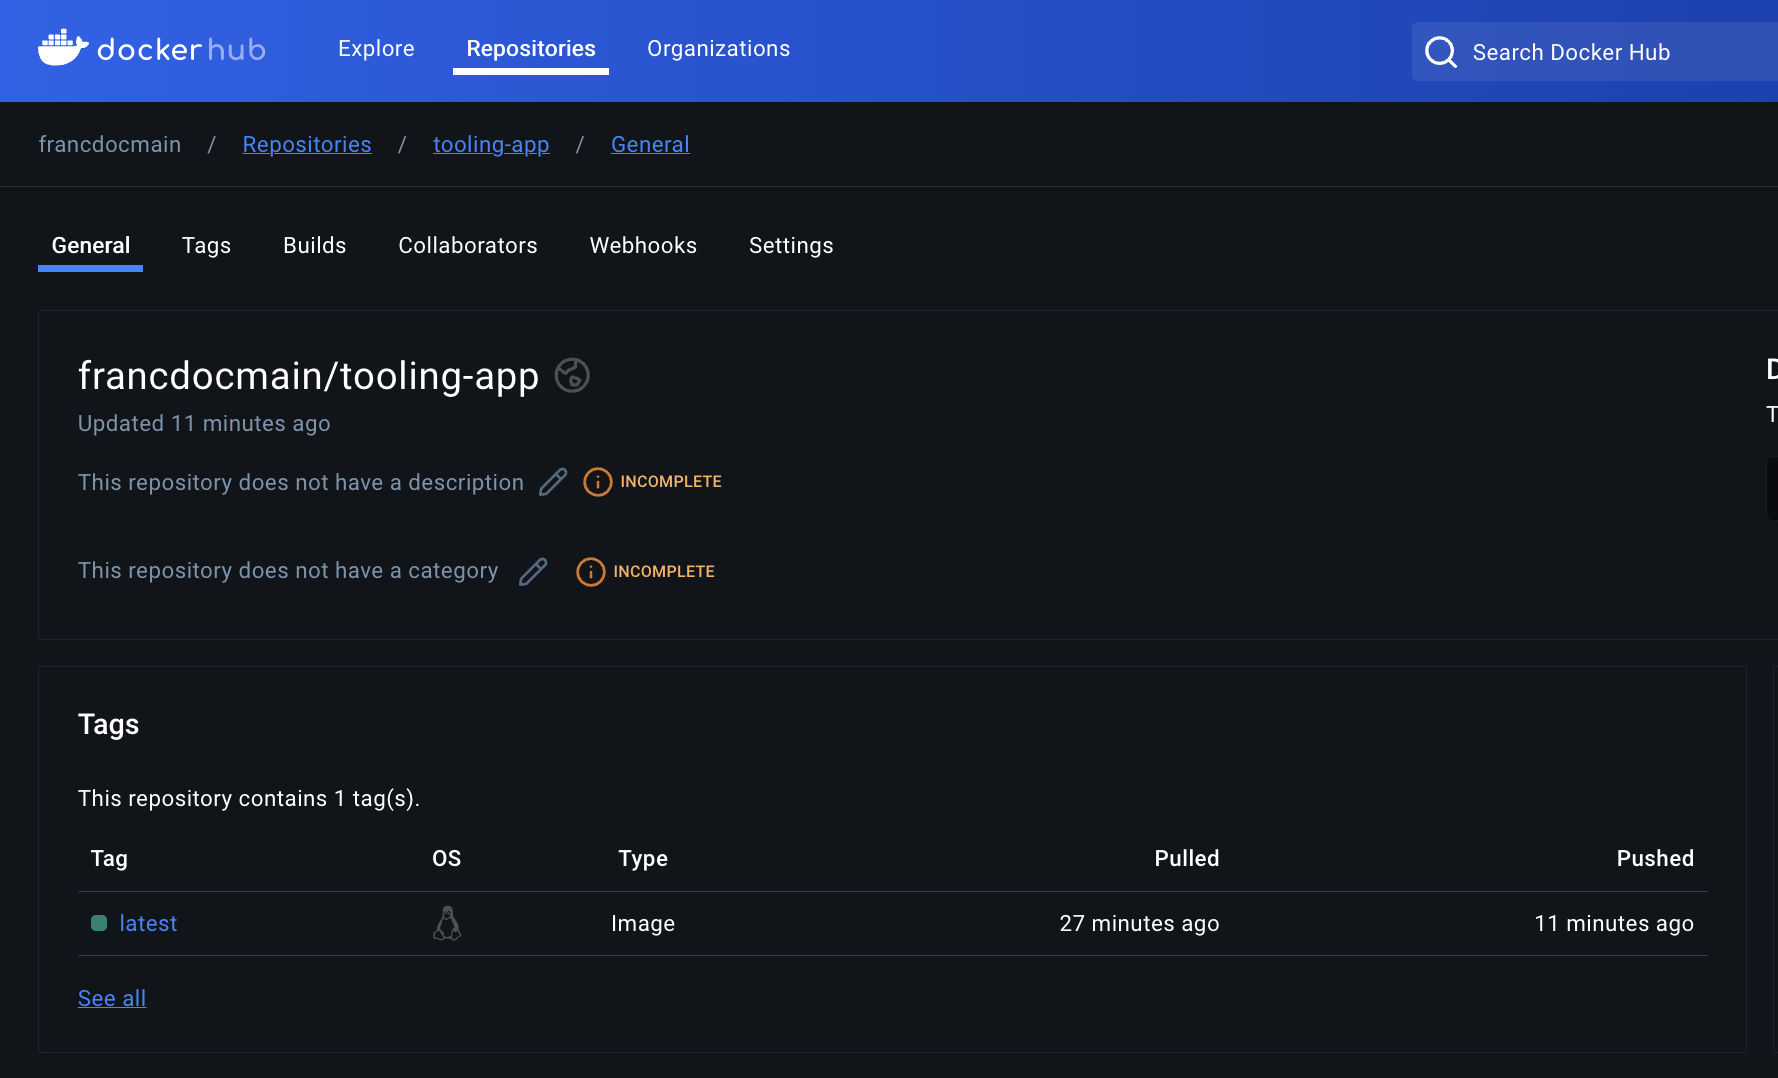 dockerhub Explore Repositories Organizations Search Docker Hub
francdocmain / Repositories / tooling-app / General
General Tags Builds Collaborators Webhooks Settings
francdocmain/tooling-app
Updated 11 minutes ago
This repository does not have a description INCOMPLETE
This repository does not have a category INCOMPLETE
Tags
This repository contains 1 tag(s).
Tag OS Type Pulled Pushed
latest Image 27 minutes ago 11 minutes ago
See all